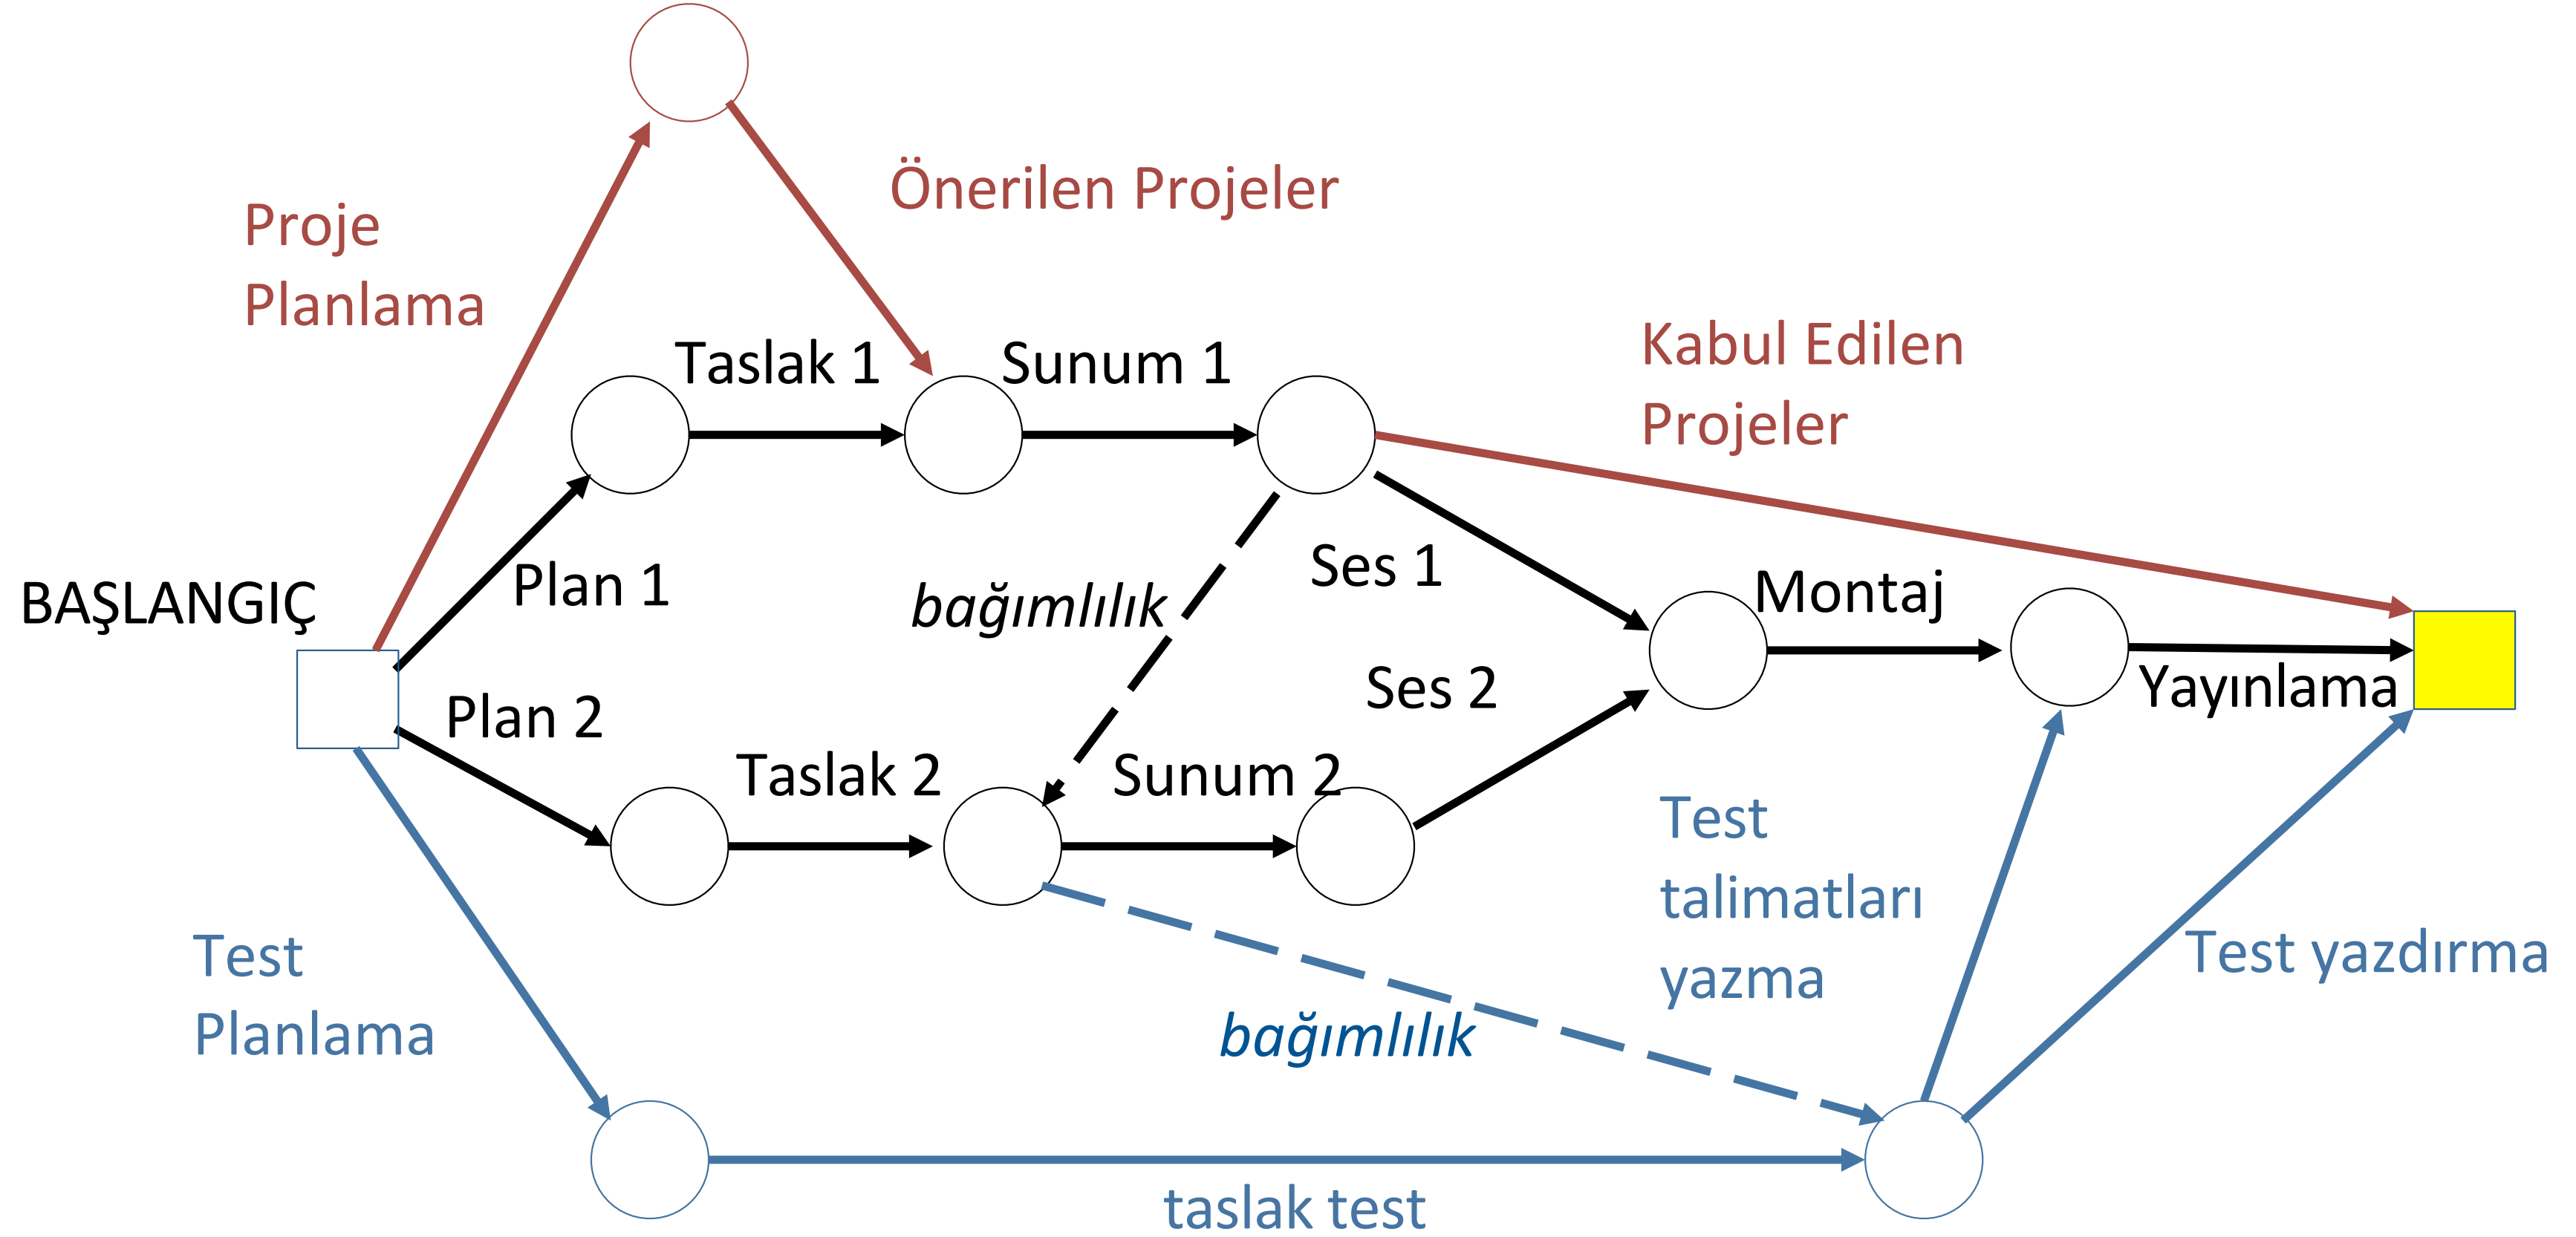 Önerilen Projeler
Proje
Planlama
Kabul Edilen
Projeler
Taslak 1
Sunum 1
BAŞLANGIÇ
Plan 1
bağımlılık
Ses 1
Montaj
Plan 2
Ses 2
Yayınlama
Taslak 2
Sunum 2
Test
talimatları
yazma
Test yazdırma
Test
Planlama
bağımlılık
taslak test